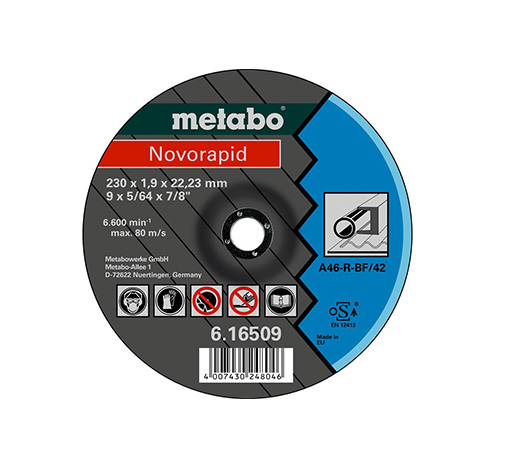 metabo®
Novorapid
230 x 1,9 x 22,23 mm
9 x 5/64 x 7/8"
6.600 min⁻¹
max. 80 m/s
Metabowerke GmbH
Metabo-Allee 1
D-72622 Nuertingen, Germany
A46-R-BF/42
oSA
EN 12413
Made in
EU
6.16509
4 007430 248046